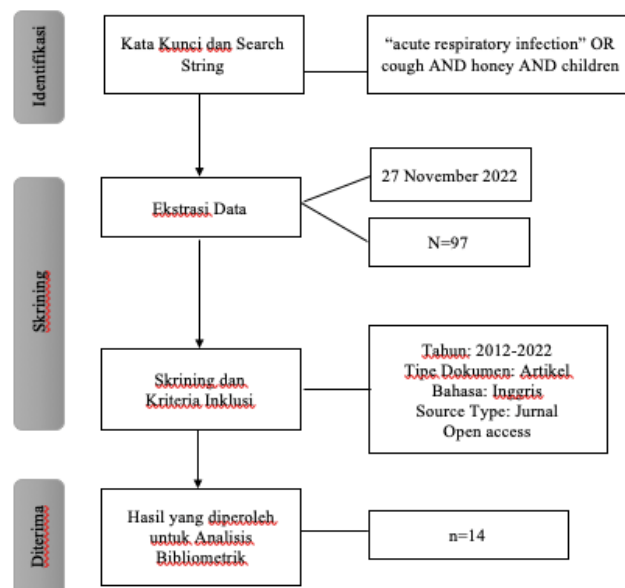 Identifikasi
Kata Kunci dan Search
String
"acute respiratory infection" OR
cough AND honey AND children
Skrining
Ekstrasi Data
27 November 2022
N=97
Skrining dan
Kriteria Inklusi
Tahun: 2012-2022
Tipe Dokumen: Artikel
Bahasa: Inggris
Source Type: Jurnal
Open access
Diterima
Hasil yang diperoleh
untuk Analisis
Bibliometrik
n=14